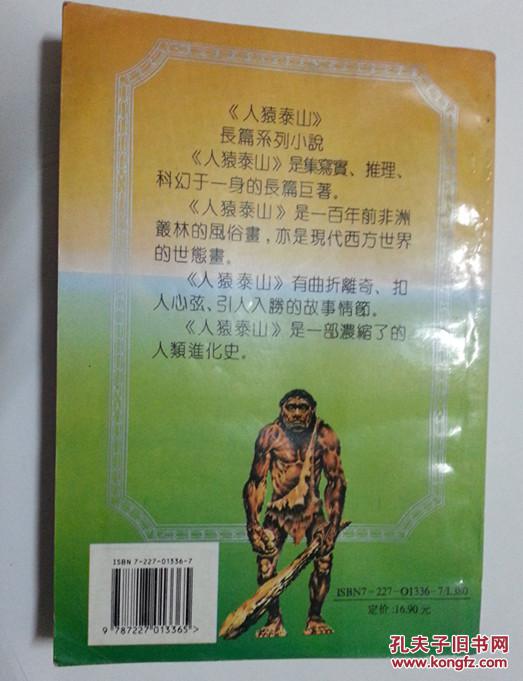 《人猿泰山》
長篇系列小說
《人猿泰山》是集寫實、推理、
科幻于一身的長篇巨著。
《人猿泰山》是一百年前非洲
叢林的風俗畫，亦是現代西方世界
的世態畫。
《人猿泰山》有曲折離奇、扣
人心弦、引人入勝的故事情節。
《人猿泰山》是一部濃縮了的
人類進化史。
ISBN 7-227-01336-7
9 787227 013365>
ISBN7-227-O1336-7/I.380
定价:16.90元
孔夫子旧书网
www.kongfz.com